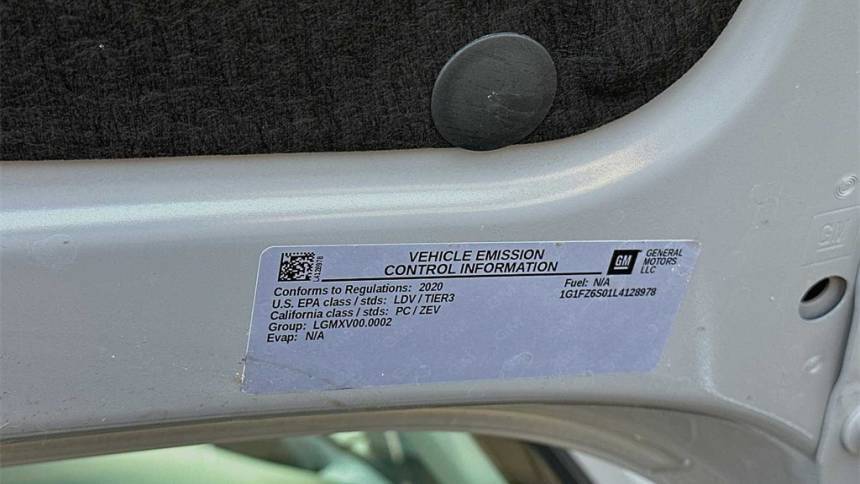 VEHICLE EMISSION
CONTROL INFORMATION
GM GENERAL
MOTORS
LLC
L4128978
Conforms to Regulations: 2020
U.S. EPA class / stds: LDV / TIER3
California class / stds: PC / ZEV
Group: LGMXV00.0002
Evap: N/A
Fuel: N/A
1G1FZ6S01L4128978